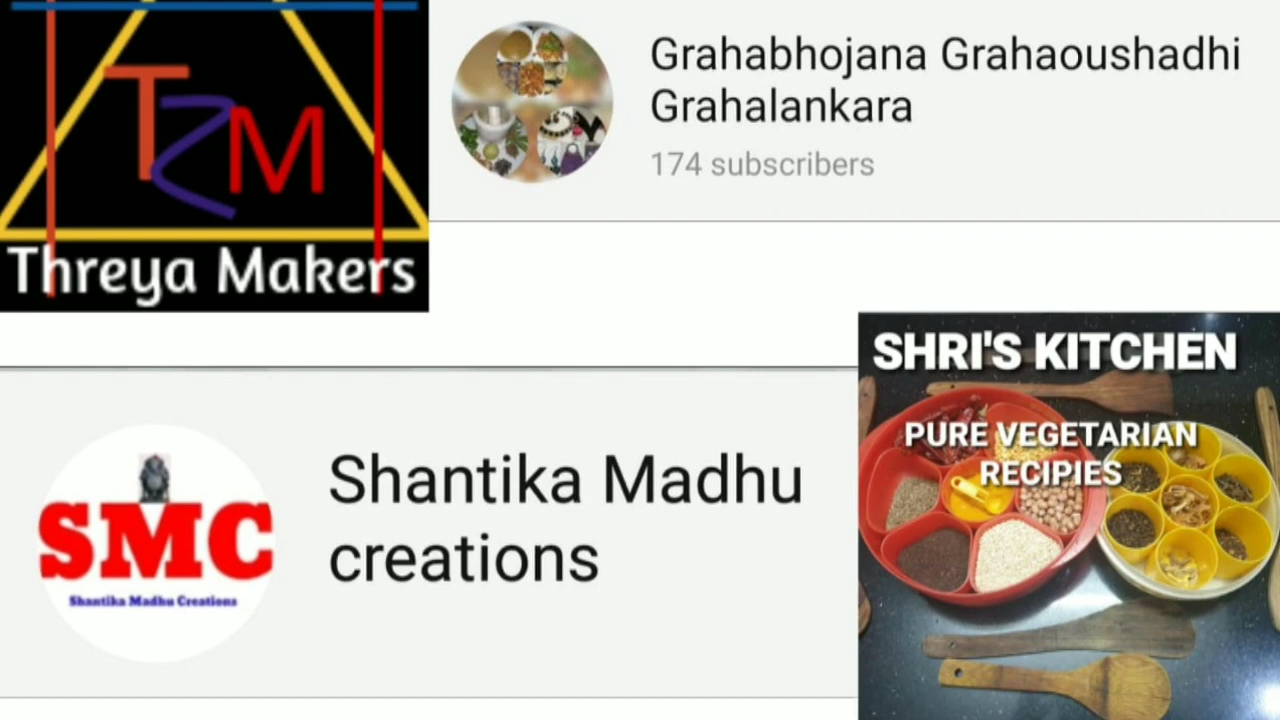 TZM
Threya Makers
Grahabhojana Grahaoushadhi
Grahalankara
174 subscribers
SMC
Shantika Madhu Creations
Shantika Madhu
creations
SHRI'S KITCHEN
PURE VEGETARIAN
RECIPIES